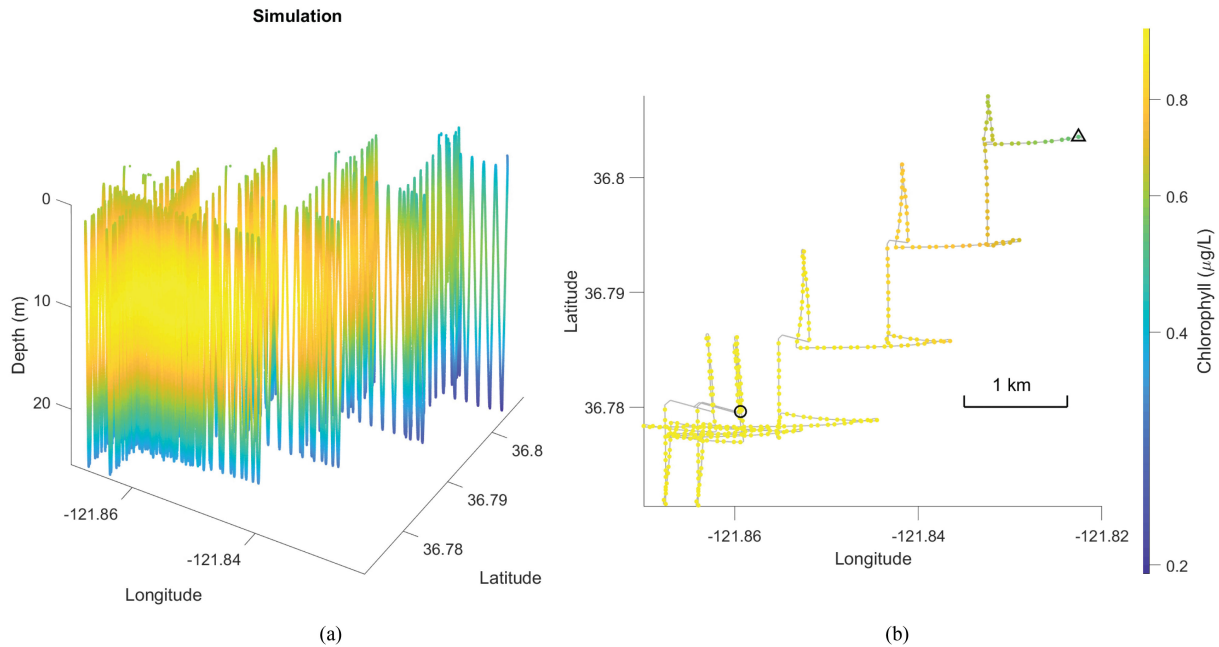 Simulation
0
10
20
Depth (m)
-121.86
-121.84
Longitude
36.78
36.79
36.8
Latitude
(a)
36.8
36.79
36.78
Latitude
-121.86
-121.84
-121.82
Longitude
1 km
0.8
0.6
0.4
0.2
Chlorophyll (μg/L)
(b)